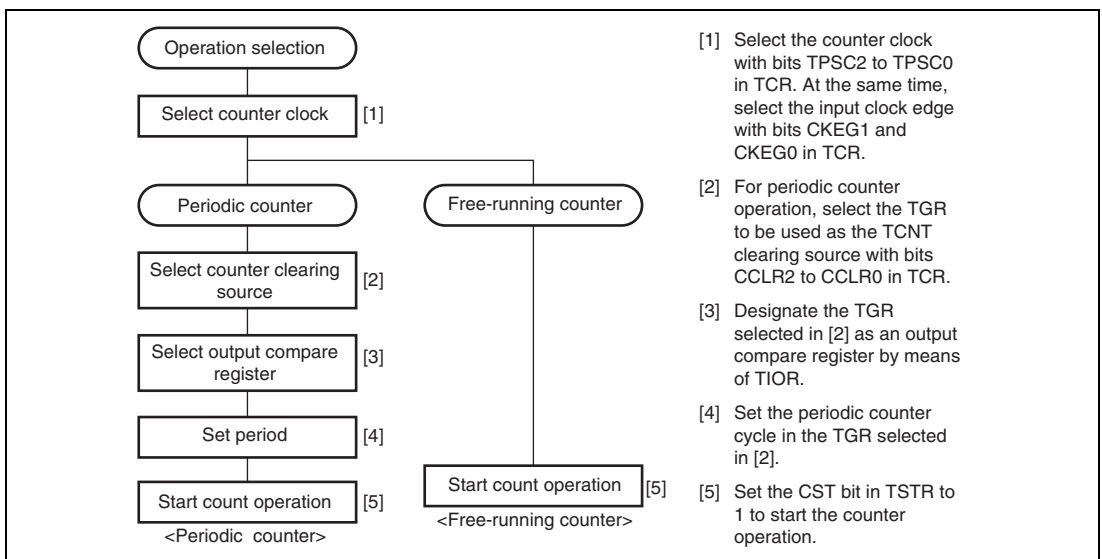 Operation selection
Select counter clock
[1]
Periodic counter
Free-running counter
Select counter clearing
source
[2]
Select output compare
register
[3]
Set period
[4]
Start count operation
[5]
<Periodic counter>
Start count operation
[5]
<Free-running counter>
[1] Select the counter clock
with bits TPSC2 to TPSC0
in TCR. At the same time,
select the input clock edge
with bits CKEG1 and
CKEG0 in TCR.
[2] For periodic counter
operation, select the TGR
to be used as the TCNT
clearing source with bits
CCLR2 to CCLR0 in TCR.
[3] Designate the TGR
selected in [2] as an output
compare register by means
of TIOR.
[4] Set the periodic counter
cycle in the TGR selected
in [2].
[5] Set the CST bit in TSTR to
1 to start the counter
operation.